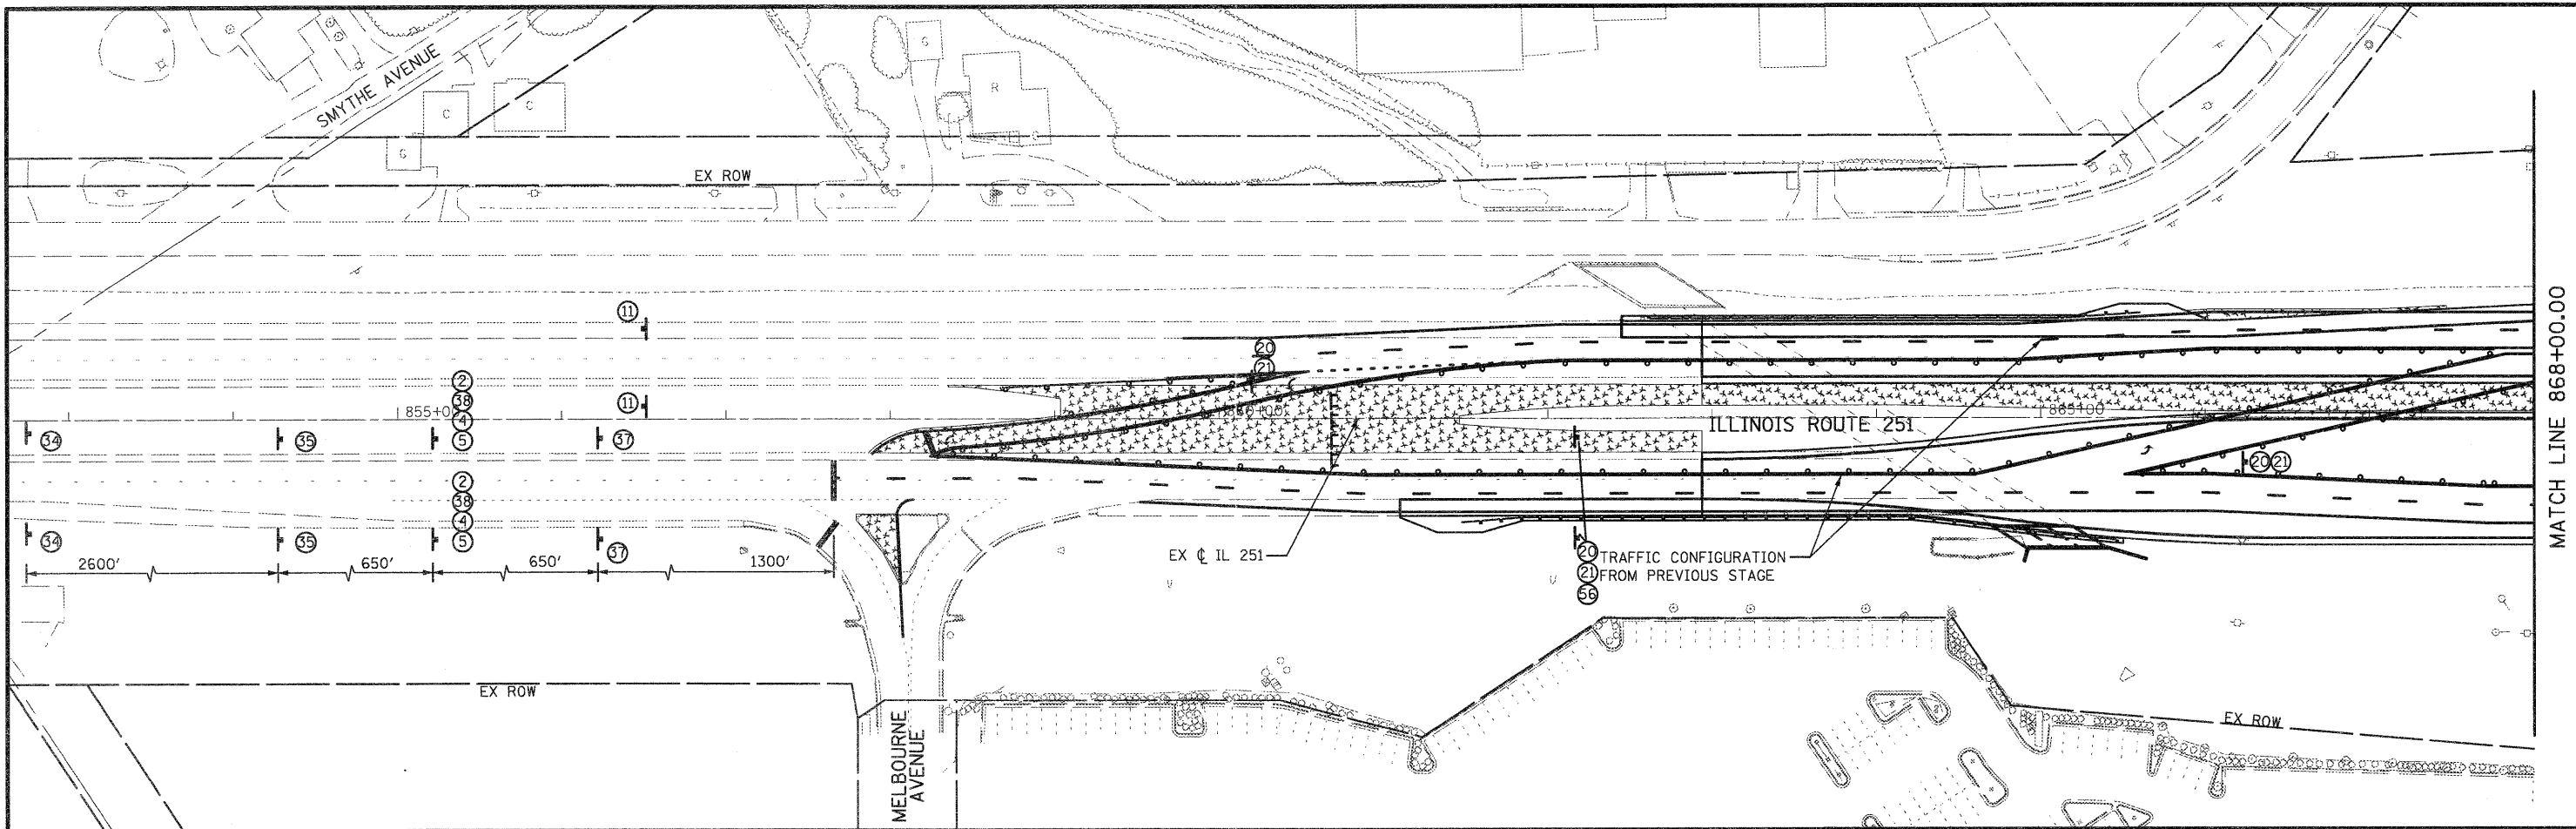 SMYTHE AVENUE
G
R
C
C
G
G
EX ROW
11
20
21
11
2
38
4
5
855+00
860+00
865+00
34
35
37
ILLINOIS ROUTE 251
MATCH LINE 868+00.00
20 21
2
38
4
5
34
35
37
2600'
650'
650'
1300'
EX ℄ IL 251
20
21
56
TRAFFIC CONFIGURATION
FROM PREVIOUS STAGE
EX ROW
MELBOURNE
AVENUE
EX ROW